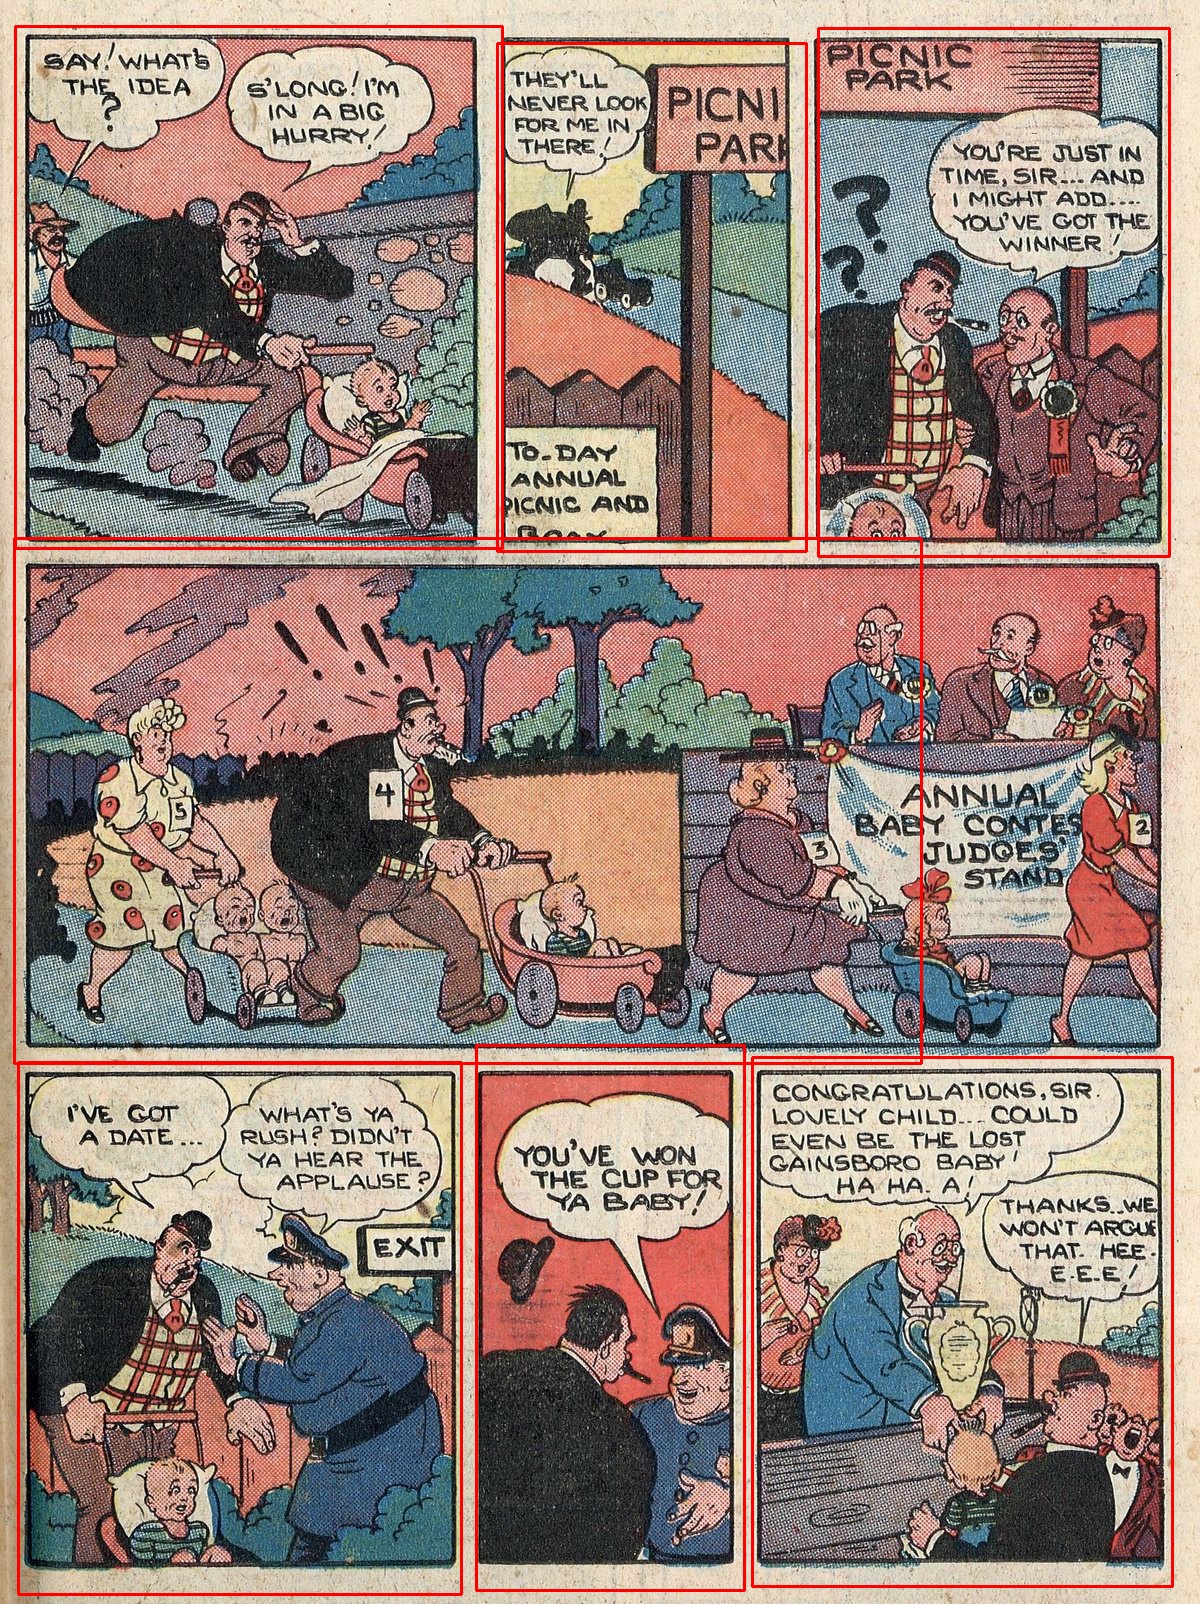 SAY! WHAT'S
THE IDEA
?
S'LONG! I'M
IN A BIG
HURRY!
THEY'LL
NEVER LOOK
FOR ME IN
THERE!
PICNI
PARK
TO-DAY
ANNUAL
PICNIC AND
PICNIC
PARK
? ?
YOU'RE JUST IN
TIME, SIR... AND
I MIGHT ADD....
YOU'VE GOT THE
WINNER!
5
4
3
2
ANNUAL
BABY CONTES
JUDGES'
STAND
I'VE GOT
A DATE...
WHAT'S YA
RUSH? DIDN'T
YA HEAR THE
APPLAUSE?
EXIT
YOU'VE WON
THE CUP FOR
YA BABY!
CONGRATULATIONS, SIR.
LOVELY CHILD... COULD
EVEN BE THE LOST
GAINSBORO BABY!
HA HA. A!
THANKS..WE
WON'T ARGUE
THAT. HEE.
E.E.E!